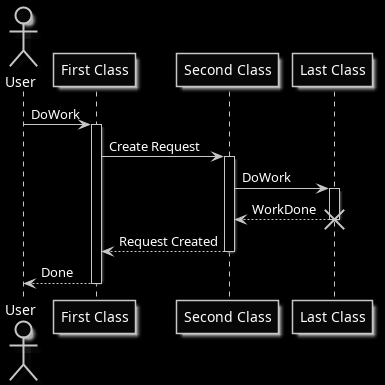 User
First Class
Second Class
Last Class
DoWork
Create Request
DoWork
WorkDone
Request Created
Done
User
First Class
Second Class
Last Class